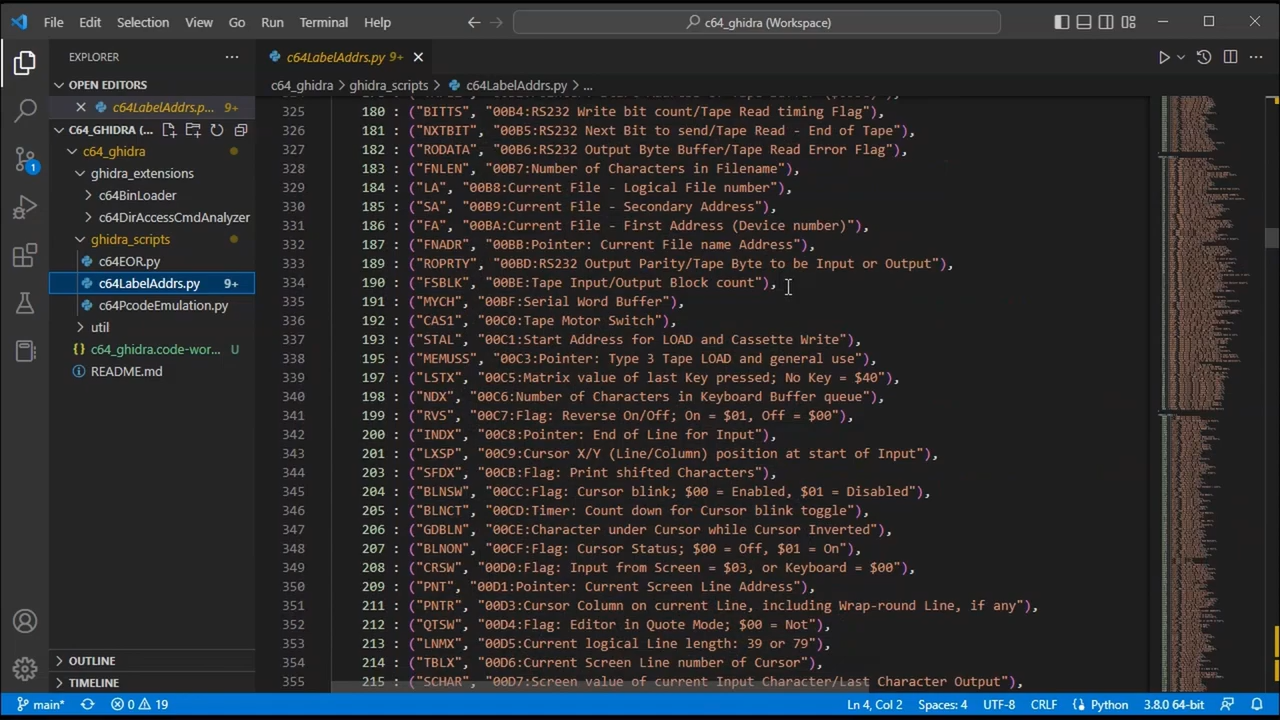 File Edit Selection View Go Run Terminal Help c64_ghidra (Workspace)
EXPLORER
OPEN EDITORS
c64LabelAddrs.p... 9+
C64_GHIDRA (...
c64_ghidra
ghidra_extensions
c64BinLoader
c64DirAccessCmdAnalyzer
ghidra_scripts
c64EOR.py
c64LabelAddrs.py 9+
c64PcodeEmulation.py
util
c64_ghidra.code-wor... U
README.md
OUTLINE
TIMELINE
1
c64LabelAddrs.py 9+
c64_ghidra > ghidra_scripts > c64LabelAddrs.py > ...
325 180 : ("BITTS", "00B4:RS232 Write bit count/Tape Read timing Flag"),
326 181 : ("NXTBIT", "00B5:RS232 Next Bit to send/Tape Read - End of Tape"),
327 182 : ("RODATA", "00B6:RS232 Output Byte Buffer/Tape Read Error Flag"),
328 183 : ("FNLEN", "00B7:Number of Characters in Filename"),
329 184 : ("LA", "00B8:Current File - Logical File number"),
330 185 : ("SA", "00B9:Current File - Secondary Address"),
331 186 : ("FA", "00BA:Current File - First Address (Device number)"),
332 187 : ("FNADR", "00BB:Pointer: Current File name Address"),
333 189 : ("ROPRTY", "00BD:RS232 Output Parity/Tape Byte to be Input or Output"),
334 190 : ("FSBLK", "00BE:Tape Input/Output Block count"),
335 191 : ("MYCH", "00BF:Serial Word Buffer"),
336 192 : ("CAS1", "00C0:Tape Motor Switch"),
337 193 : ("STAL", "00C1:Start Address for LOAD and Cassette Write"),
338 195 : ("MEMUSS", "00C3:Pointer: Type 3 Tape LOAD and general use"),
339 197 : ("LSTX", "00C5:Matrix value of last Key pressed; No Key = $40"),
340 198 : ("NDX", "00C6:Number of Characters in Keyboard Buffer queue"),
341 199 : ("RVS", "00C7:Flag: Reverse On/Off; On = $01, Off = $00"),
342 200 : ("INDX", "00C8:Pointer: End of Line for Input"),
343 201 : ("LXSP", "00C9:Cursor X/Y (Line/Column) position at start of Input"),
344 203 : ("SFDX", "00CB:Flag: Print shifted Characters"),
345 204 : ("BLNSW", "00CC:Flag: Cursor blink; $00 = Enabled, $01 = Disabled"),
346 205 : ("BLNCT", "00CD:Timer: Count down for Cursor blink toggle"),
347 206 : ("GDBLN", "00CE:Character under Cursor while Cursor Inverted"),
348 207 : ("BLNON", "00CF:Flag: Cursor Status; $00 = Off, $01 = On"),
349 208 : ("CRSW", "00D0:Flag: Input from Screen = $03, or Keyboard = $00"),
350 209 : ("PNT", "00D1:Pointer: Current Screen Line Address"),
351 211 : ("PNTR", "00D3:Cursor Column on current Line, including Wrap-round Line, if any"),
352 212 : ("QTSW", "00D4:Flag: Editor in Quote Mode; $00 = Not"),
353 213 : ("LNMX", "00D5:Current logical Line length: 39 or 79"),
354 214 : ("TBLX", "00D6:Current Screen Line number of Cursor"),
355 215 : ("SCHAR", "00D7:Screen value of current Input Character/Last Character Output"),
main* 0 19 Ln 4, Col 2 Spaces: 4 UTF-8 CRLF Python 3.8.0 64-bit